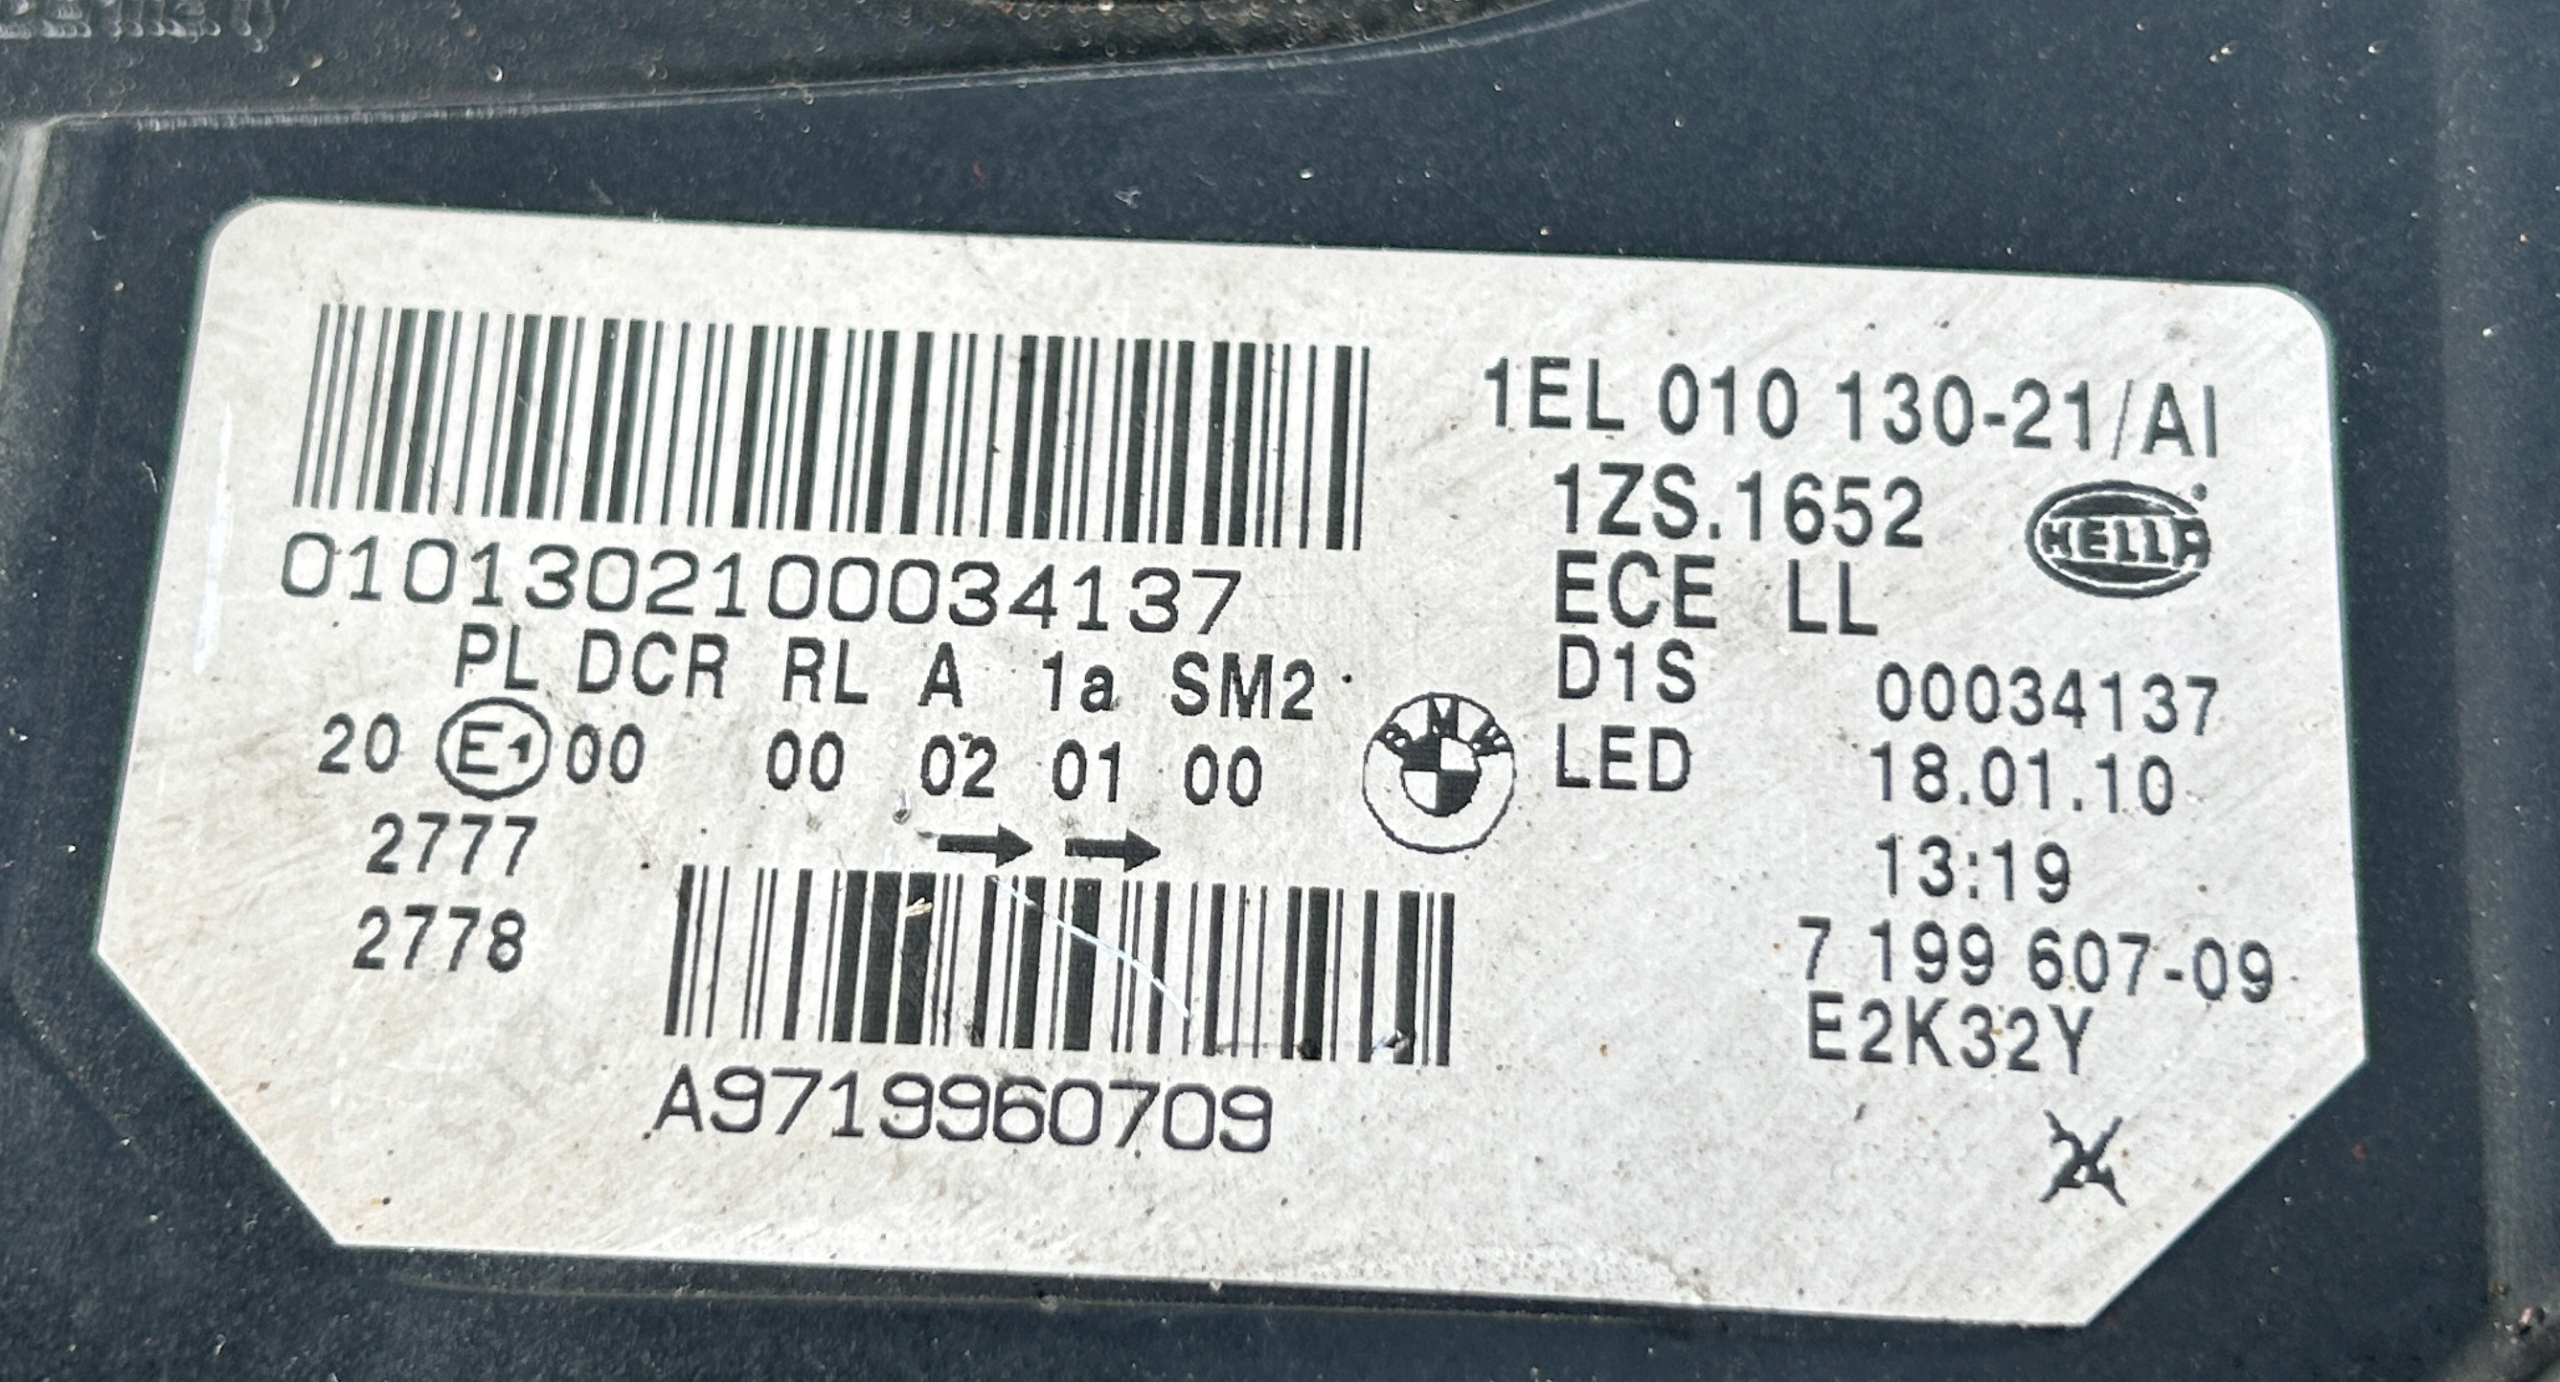 0101302100034137
PL DCR RL A 1a SM2
20 E1 00 00 02 01 00
2777
2778
BMW
A9719960709
1EL 010 130-21/AI
1ZS.1652
HELLA
ECE LL
D1S 00034137
LED 18.01.10
13:19
7 199 607-09
E2K32Y